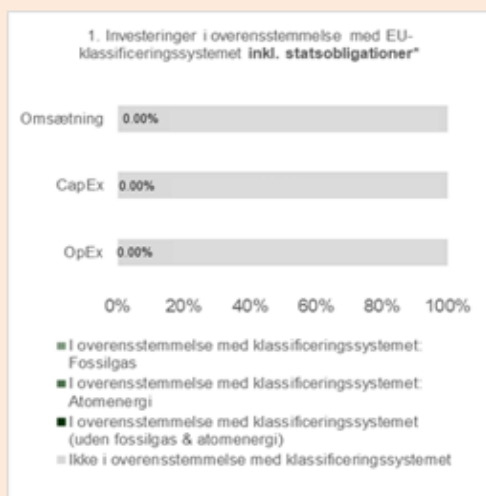 1. Investeringer i overensstemmelse med EU-
klassificeringssystemet inkl. statsobligationer*
Omsætning 0.00%
CapEx 0.00%
OpEx 0.00%
0% 20% 40% 60% 80% 100%
I overensstemmelse med klassificeringssystemet:
Fossilgas
I overensstemmelse med klassificeringssystemet:
Atomenergi
I overensstemmelse med klassificeringssystemet
(uden fossilgas & atomenergi)
Ikke i overensstemmelse med klassificeringssystemet